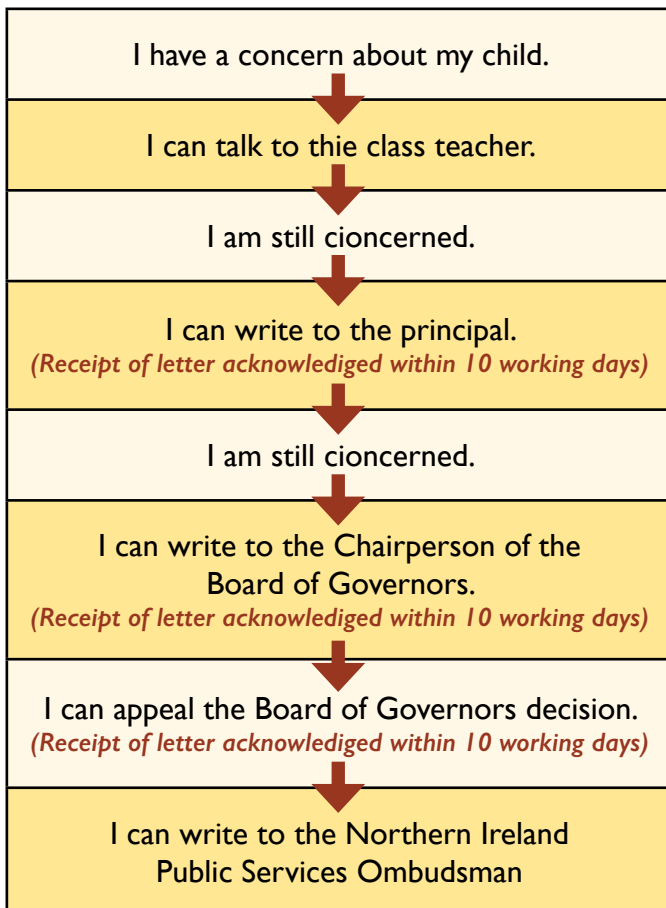 I have a concern about my child.
I can talk to thie class teacher.
I am still cioncerned.
I can write to the principal.
(Receipt of letter acknowlediged within 10 working days)
I am still cioncerned.
I can write to the Chairperson of the
Board of Governors.
(Receipt of letter acknowlediged within 10 working days)
I can appeal the Board of Governors decision.
(Receipt of letter acknowlediged within 10 working days)
I can write to the Northern Ireland
Public Services Ombudsman